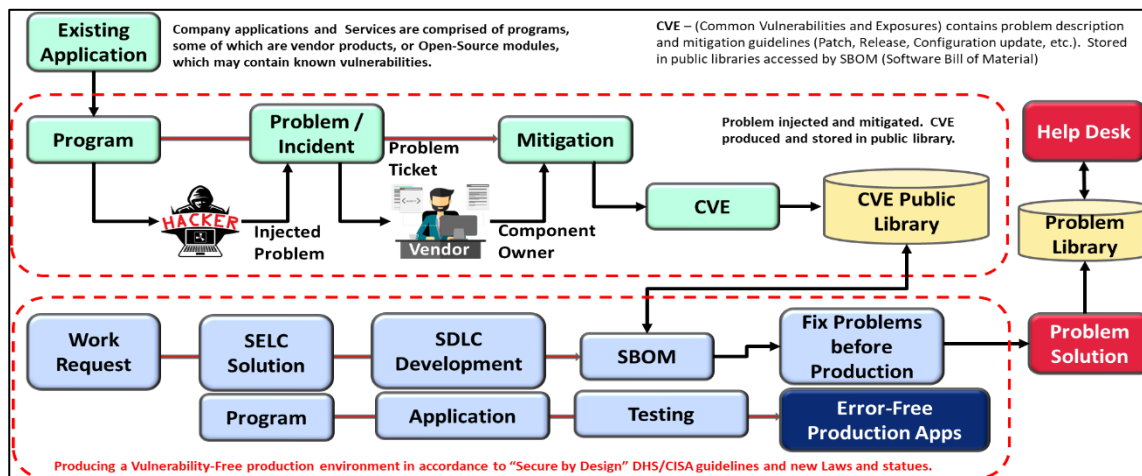 Existing
Application
Company applications and  Services are comprised of programs,
some of which are vendor products, or Open-Source modules,
which may contain known vulnerabilities.
CVE – (Common Vulnerabilities and Exposures) contains problem description
and mitigation guidelines (Patch, Release, Configuration update, etc.).  Stored
in public libraries accessed by SBOM (Software Bill of Material)
Program
Problem /
Incident
Problem
Ticket
Mitigation
Problem injected and mitigated. CVE
produced and stored in public library.
Help Desk
HACKER
Injected
Problem
Vendor
Component
Owner
CVE
CVE Public
Library
Problem
Library
Work
Request
SELC
Solution
SDLC
Development
SBOM
Fix Problems
before
Production
Problem
Solution
Program
Application
Testing
Error-Free
Production Apps
Producing a Vulnerability-Free production environment in accordance to “Secure by Design” DHS/CISA guidelines and new Laws and statues.